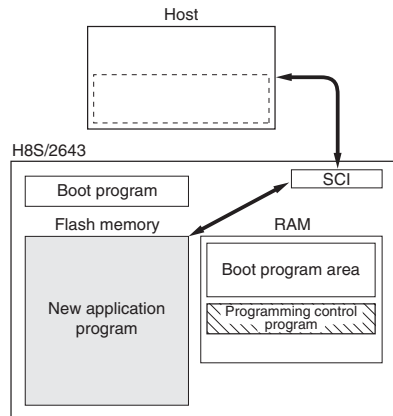 Host
H8S/2643
SCI
Boot program
Flash memory
RAM
New application
program
Boot program area
Programming control
program